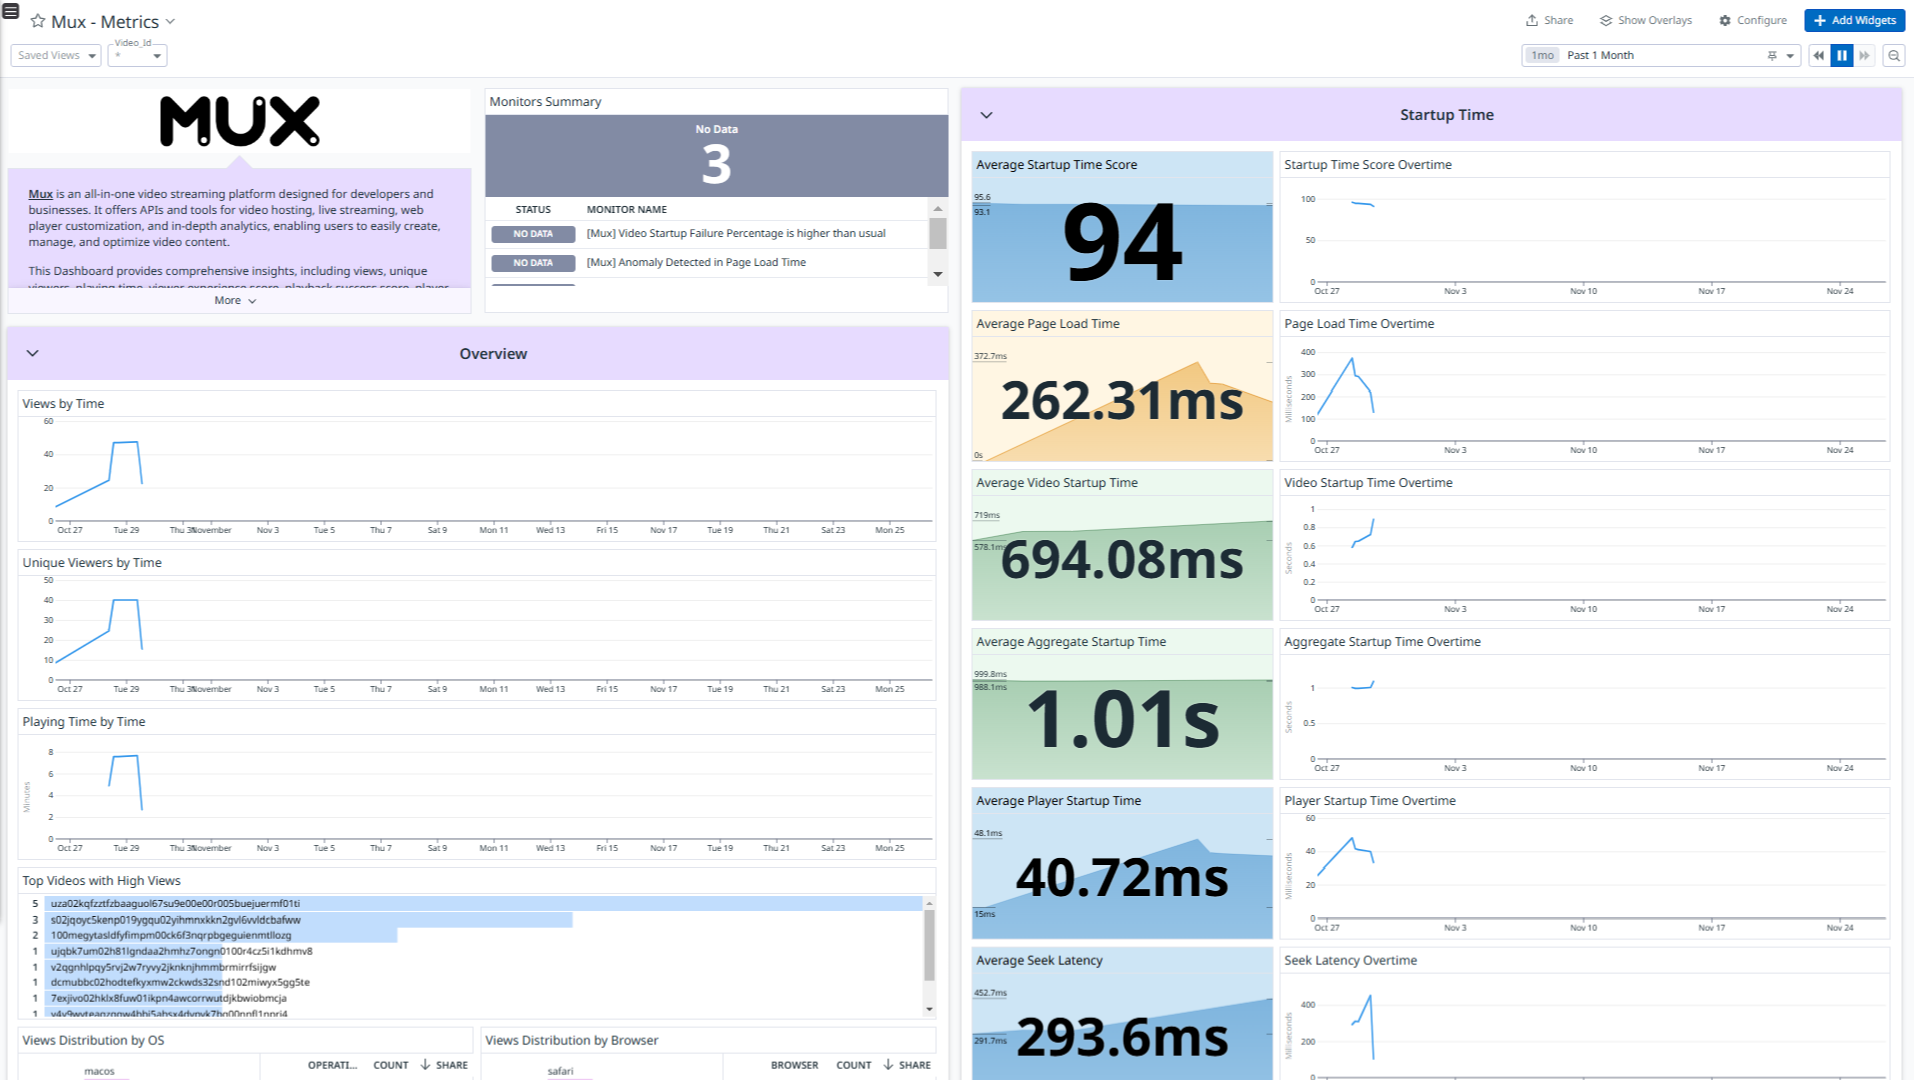 Mux - Metrics
Share
Show Overlays
Configure
Add Widgets
Saved Views
Video_Id
*
1mo Past 1 Month
MUX
Mux is an all-in-one video streaming platform designed for developers and
businesses. It offers APIs and tools for video hosting, live streaming, web
player customization, and in-depth analytics, enabling users to easily create,
manage, and optimize video content.
This Dashboard provides comprehensive insights, including views, unique
viewers, playing time, viewer experience score, playback success score, player
More
Monitors Summary
No Data
3
STATUS MONITOR NAME
NO DATA [Mux] Video Startup Failure Percentage is higher than usual
NO DATA [Mux] Anomaly Detected in Page Load Time
Overview
Views by Time
60
40
20
0
Oct 27 Tue 29 Thu 31 November Nov 3 Tue 5 Thu 7 Sat 9 Mon 11 Wed 13 Fri 15 Nov 17 Tue 19 Thu 21 Sat 23 Mon 25
Unique Viewers by Time
50
40
30
20
10
0
Oct 27 Tue 29 Thu 31 November Nov 3 Tue 5 Thu 7 Sat 9 Mon 11 Wed 13 Fri 15 Nov 17 Tue 19 Thu 21 Sat 23 Mon 25
Playing Time by Time
Minutes
8
6
4
2
0
Oct 27 Tue 29 Thu 31 November Nov 3 Tue 5 Thu 7 Sat 9 Mon 11 Wed 13 Fri 15 Nov 17 Tue 19 Thu 21 Sat 23 Mon 25
Top Videos with High Views
5 uza02kqfzztfzbaaguol67su9e00e00r005buejuermf01ti
3 s02jqoyc5kenp019ygqu02yihmnxkkn2gvl6vvldcbafww
2 100megytasldfyfimpm00ck6f3nqrpbgeguienmtllozg
1 ujqbk7um02h81lgndaa2hmhz7ongn0100r4cz5i1kdhmv8
1 v2qgnhlpqy5rvj2w7ryvy2jknknjhmmbrmirrfsijgw
1 dcmubbc02hodtefkyxmw2ckwds32snd102miwyx5gg5te
1 7exjivo02hklx8fuw01ikpn4awcorrwutdjkbwiobmcja
1
Views Distribution by OS
macos
OPERATI... COUNT SHARE
Views Distribution by Browser
safari
BROWSER COUNT SHARE
Startup Time
Average Startup Time Score
95.6
93.1
94
Startup Time Score Overtime
100
50
0
Oct 27 Nov 3 Nov 10 Nov 17 Nov 24
Average Page Load Time
372.7ms
262.31ms
0s
Page Load Time Overtime
Milliseconds
400
300
200
100
0
Oct 27 Nov 3 Nov 10 Nov 17 Nov 24
Average Video Startup Time
719ms
578.1ms
694.08ms
Video Startup Time Overtime
Seconds
1
0.8
0.6
0.4
0.2
0
Oct 27 Nov 3 Nov 10 Nov 17 Nov 24
Average Aggregate Startup Time
999.8ms
988.1ms
1.01s
Aggregate Startup Time Overtime
Seconds
1
0.5
0
Oct 27 Nov 3 Nov 10 Nov 17 Nov 24
Average Player Startup Time
48.1ms
40.72ms
15ms
Player Startup Time Overtime
Milliseconds
60
40
20
0
Oct 27 Nov 3 Nov 10 Nov 17 Nov 24
Average Seek Latency
452.7ms
291.7ms
293.6ms
Seek Latency Overtime
Milliseconds
400
200
0